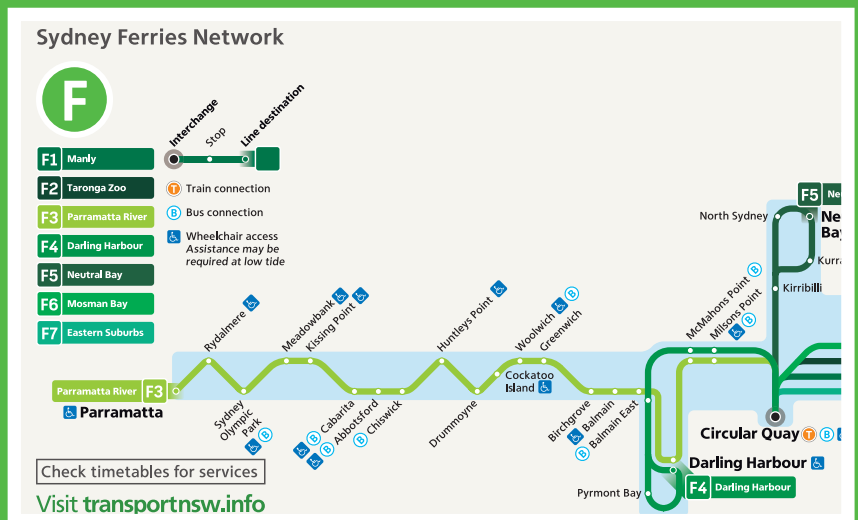 Sydney Ferries Network
F
Interchange
Stop
Line destination
F1 Manly
F2 Taronga Zoo
F3 Parramatta River
F4 Darling Harbour
F5 Neutral Bay
F6 Mosman Bay
F7 Eastern Suburbs
T Train connection
B Bus connection
Wheelchair access
Assistance may be
required at low tide
F5
North Sydney
Bay
Kirribilli
McMahons Point B
Milsons Point
B
Rydalmere
Meadowbank
Kissing Point
Huntleys Point
Woolwich B
Greenwich
Cockatoo
Island
Parramatta River F3
Parramatta
Sydney
Olympic
Park
B
B Cabarita
B Abbotsford
B Chiswick
Drummoyne
Birchgrove
Balmain
B Balmain East
Circular Quay T B
Darling Harbour
F4 Darling Harbour
Pyrmont Bay
Check timetables for services
Visit transportnsw.info